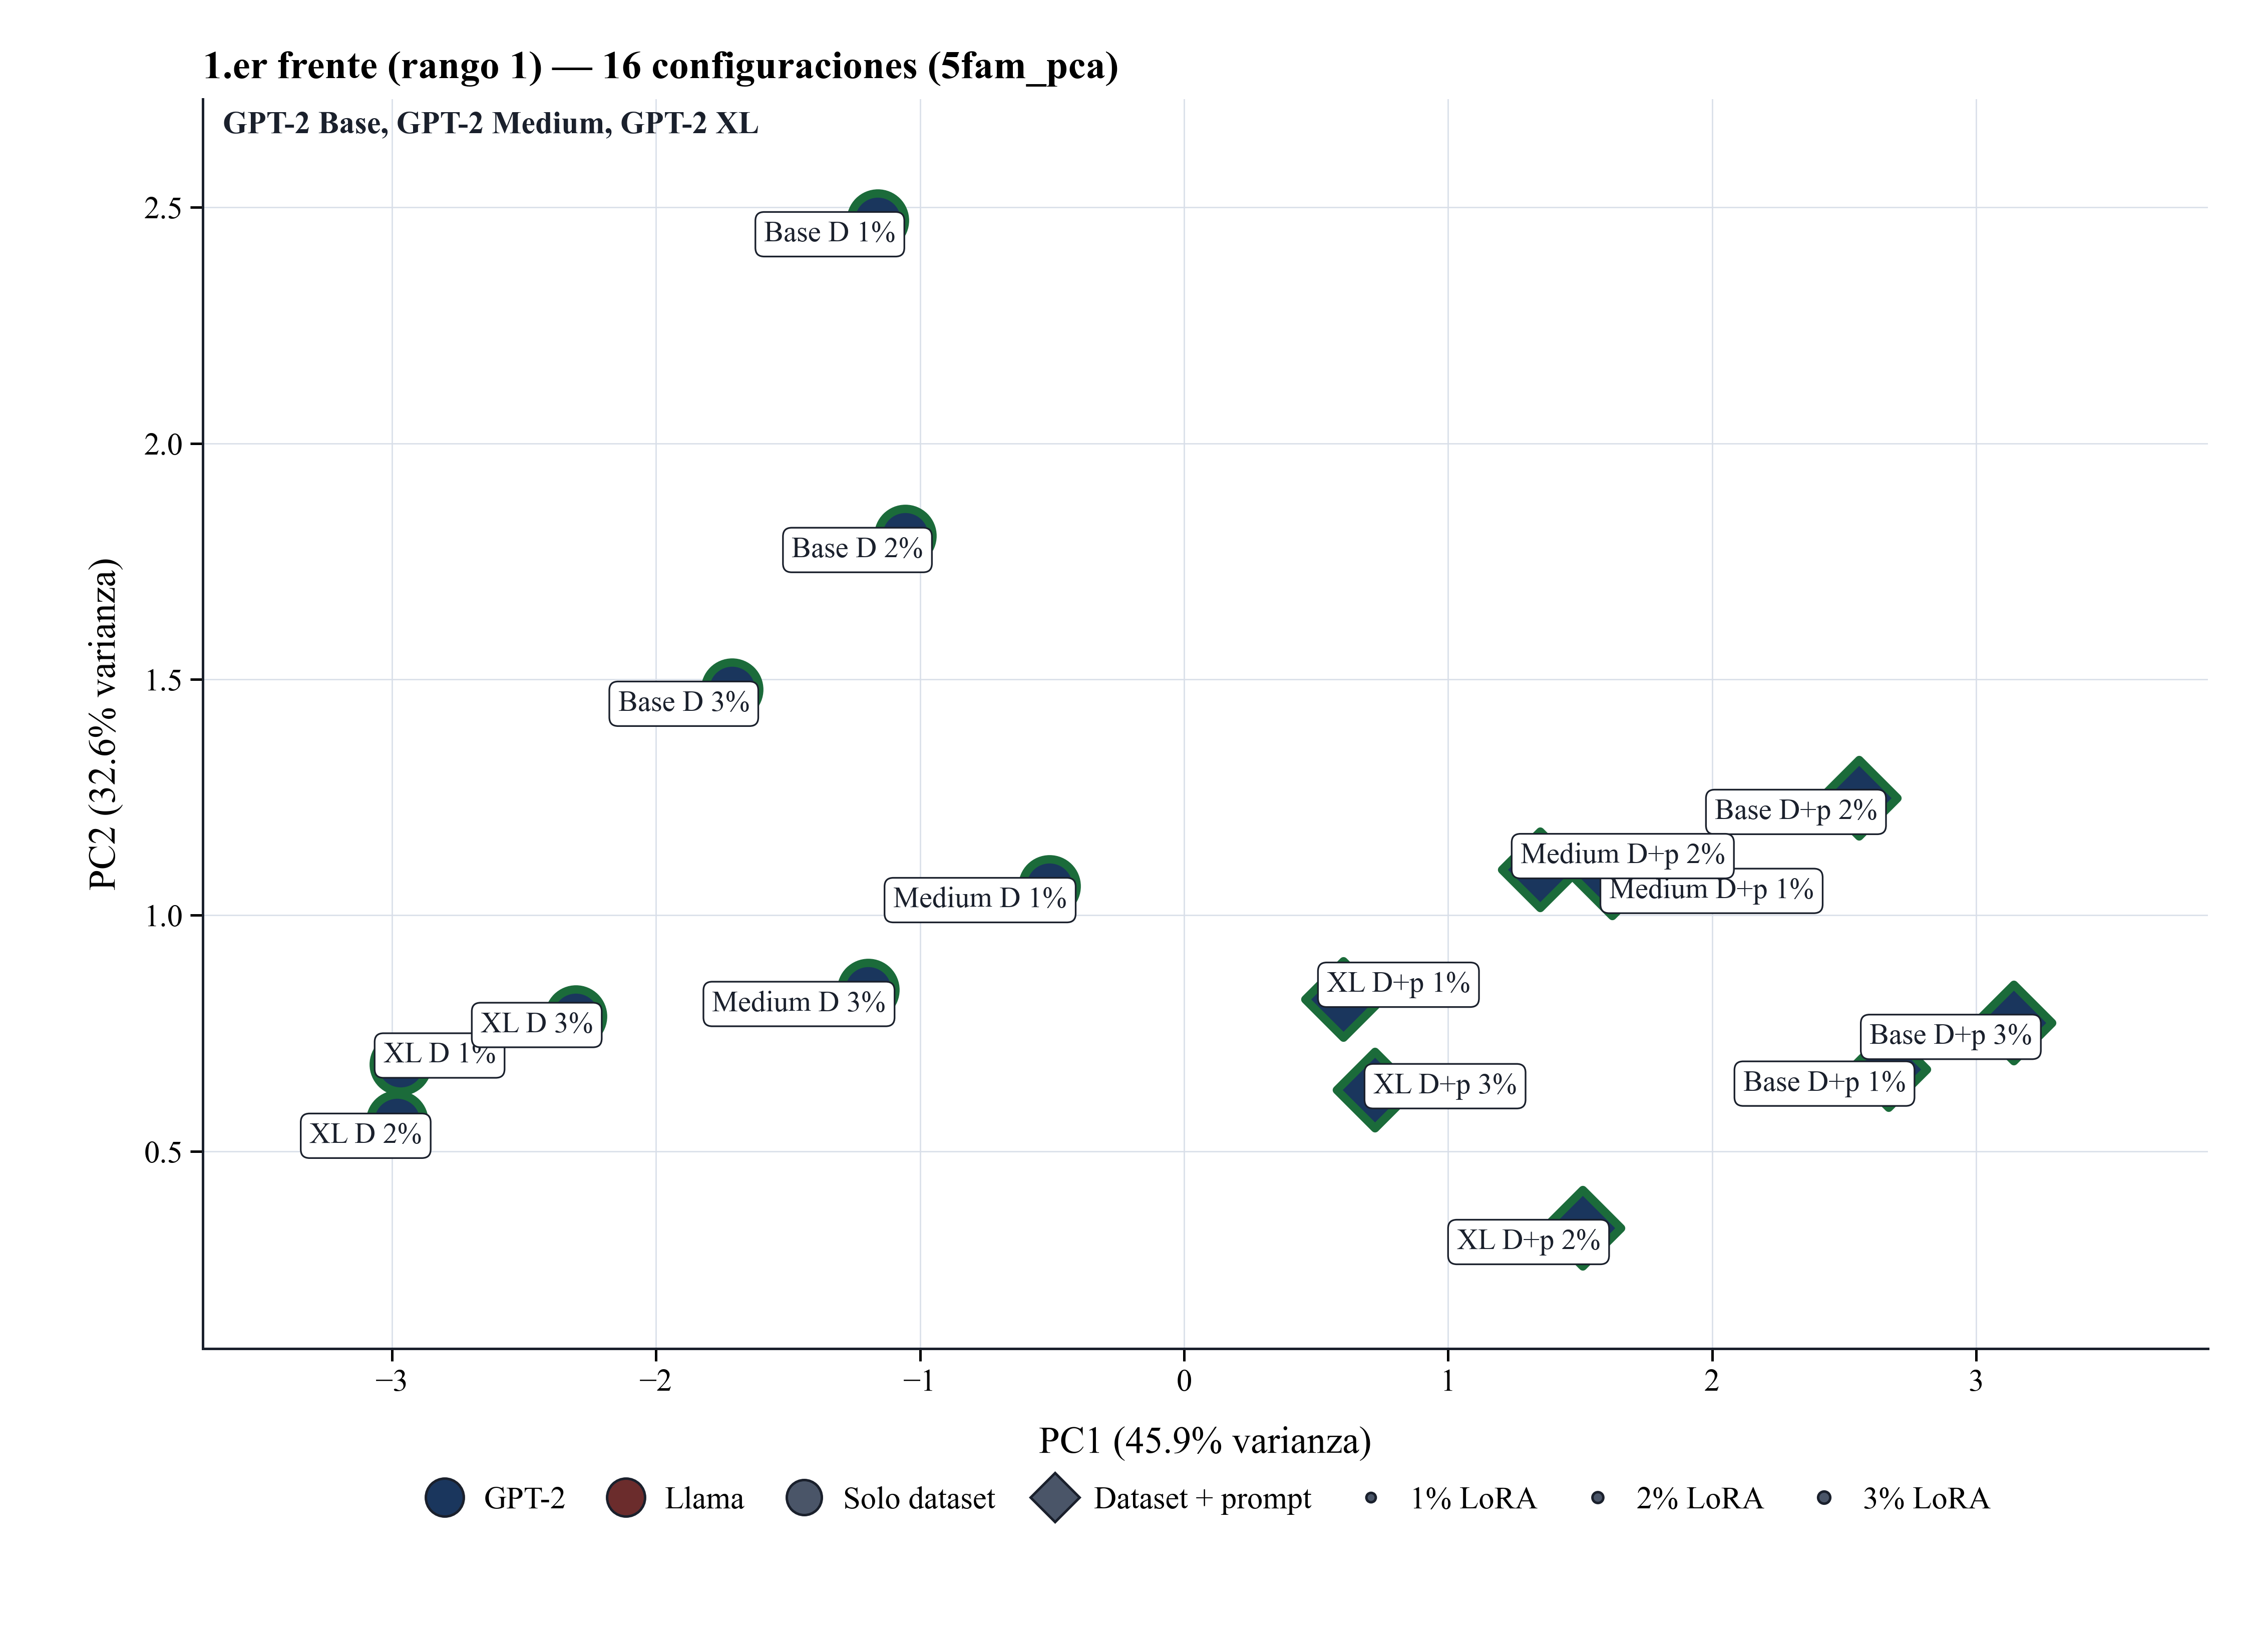 1.er frente (rango 1) — 16 configuraciones (5fam_pca)
GPT-2 Base, GPT-2 Medium, GPT-2 XL
2.5
2.0
1.5
1.0
0.5
PC2 (32.6% varianza)
Base D 1%
Base D 2%
Base D 3%
Base D+p 2%
Medium D+p 2%
Medium D+p 1%
Medium D 1%
XL D+p 1%
Medium D 3%
XL D 3%
Base D+p 3%
XL D 1%
Base D+p 1%
XL D+p 3%
XL D 2%
XL D+p 2%
−3 −2 −1 0 1 2 3
PC1 (45.9% varianza)
GPT-2 Llama Solo dataset Dataset + prompt 1% LoRA 2% LoRA 3% LoRA